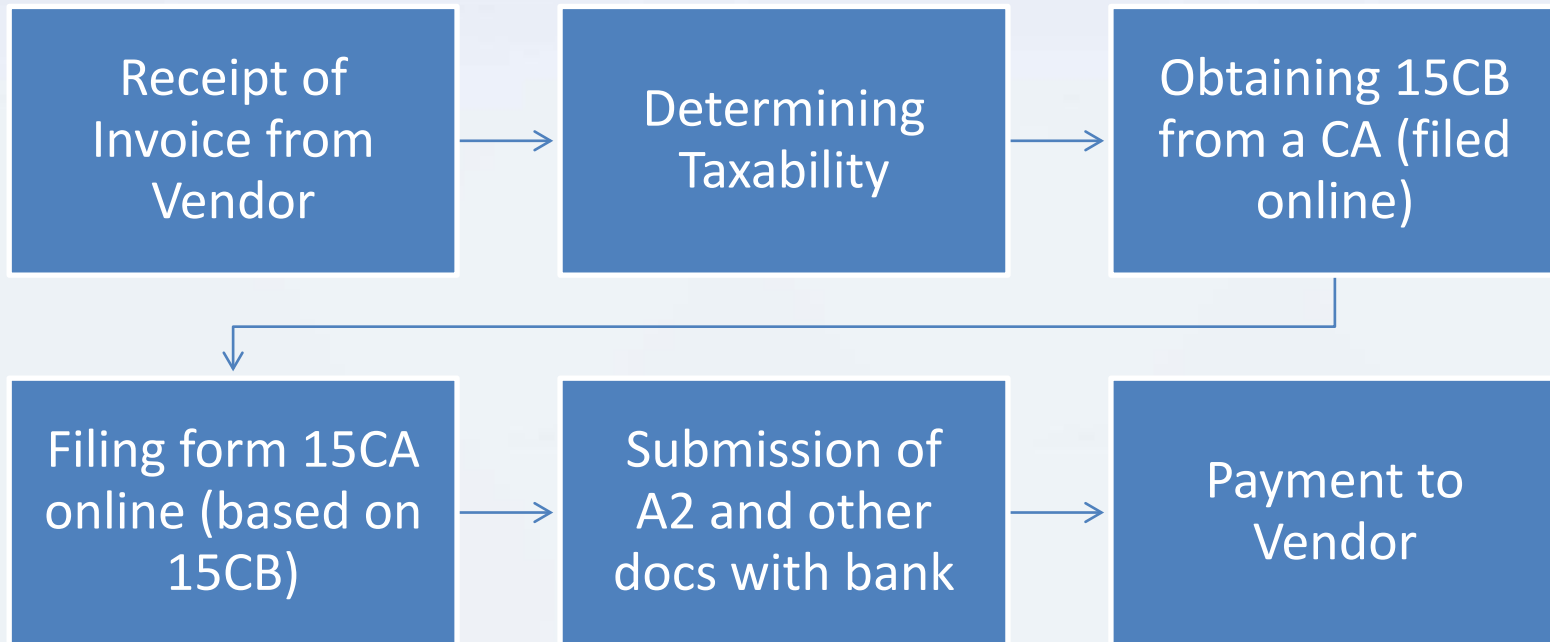 Receipt of
Invoice from
Vendor
Determining
Taxability
Obtaining 15CB
from a CA (filed
online)
Filing form 15CA
online (based on
15CB)
Submission of
A2 and other
docs with bank
Payment to
Vendor